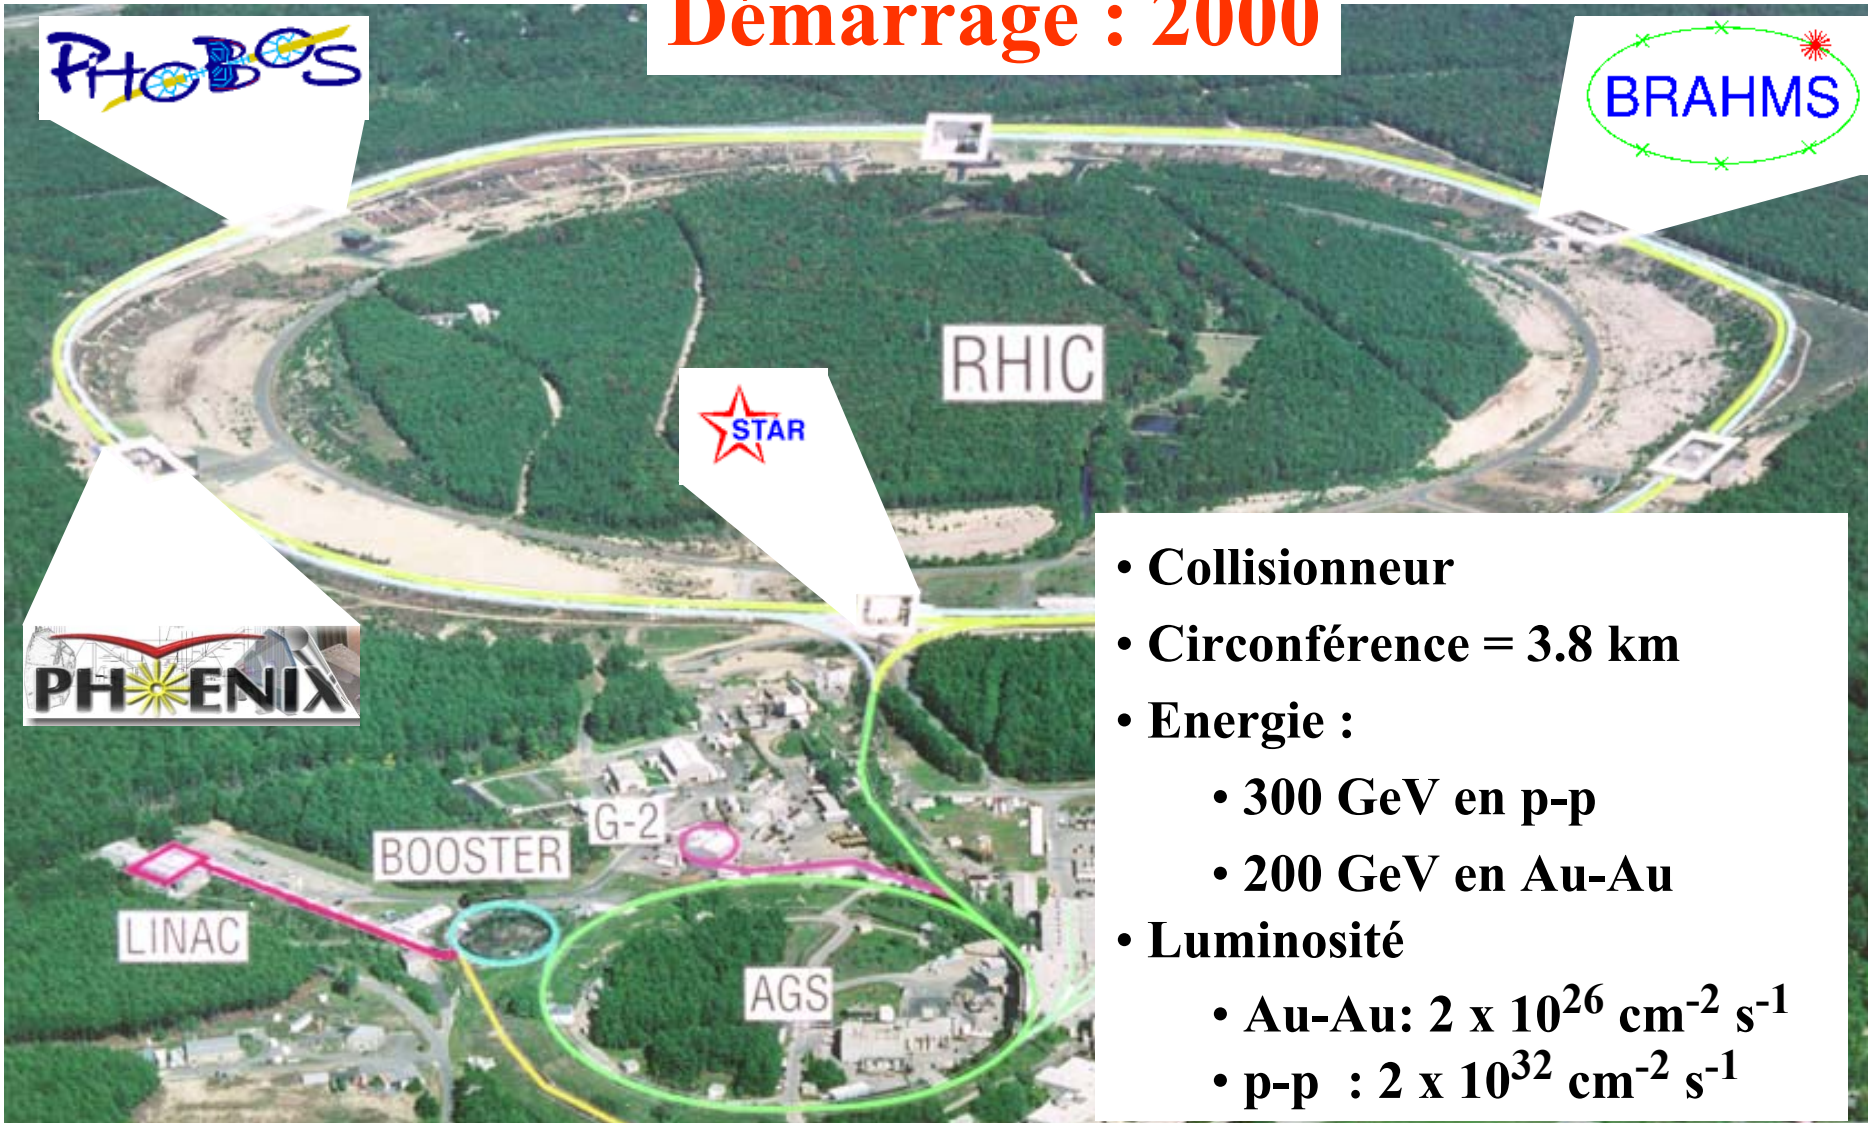 Démarrage : 2000
PHOBOS
BRAHMS
RHIC
STAR
PHOENIX
• Collisionneur
• Circonférence = 3.8 km
• Energie :
• 300 GeV en p-p
• 200 GeV en Au-Au
• Luminosité
• Au-Au: 2 x 10^26 cm^-2 s^-1
• p-p : 2 x 10^32 cm^-2 s^-1
G-2
BOOSTER
LINAC
AGS